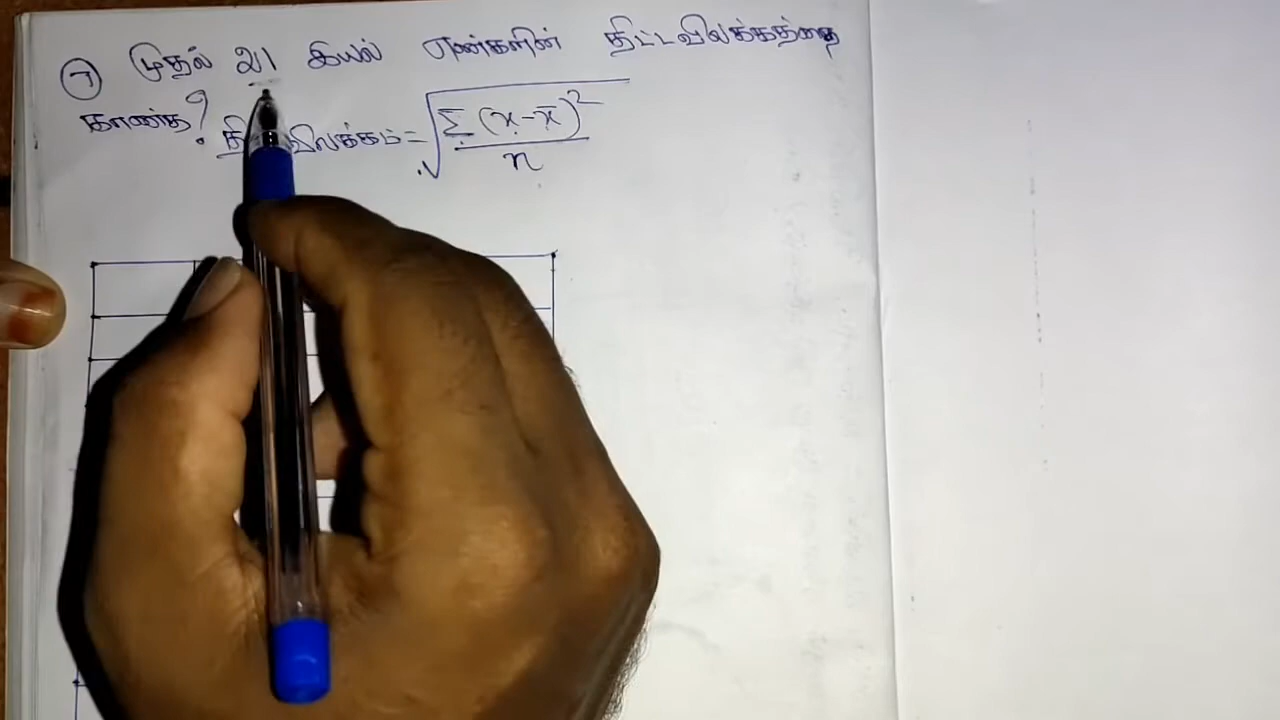 7 முதல் 21 இயல் எண்களின் திட்டவிலக்கத்தை
காண்க? விலக்கம் = √Σ(x-x̄)²/n